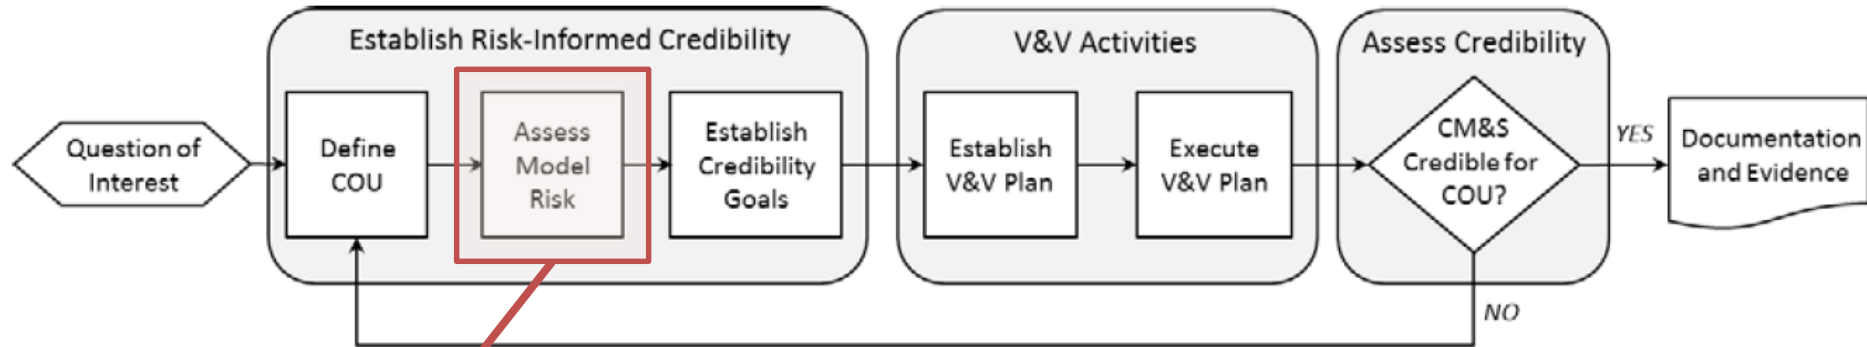 Establish Risk-Informed Credibility
V&V Activities
Assess Credibility
Question of
Interest
Define
COU
Assess
Model
Risk
Establish
Credibility
Goals
Establish
V&V Plan
Execute
V&V Plan
CM&S
Credible for
COU?
YES
Documentation
and Evidence
NO